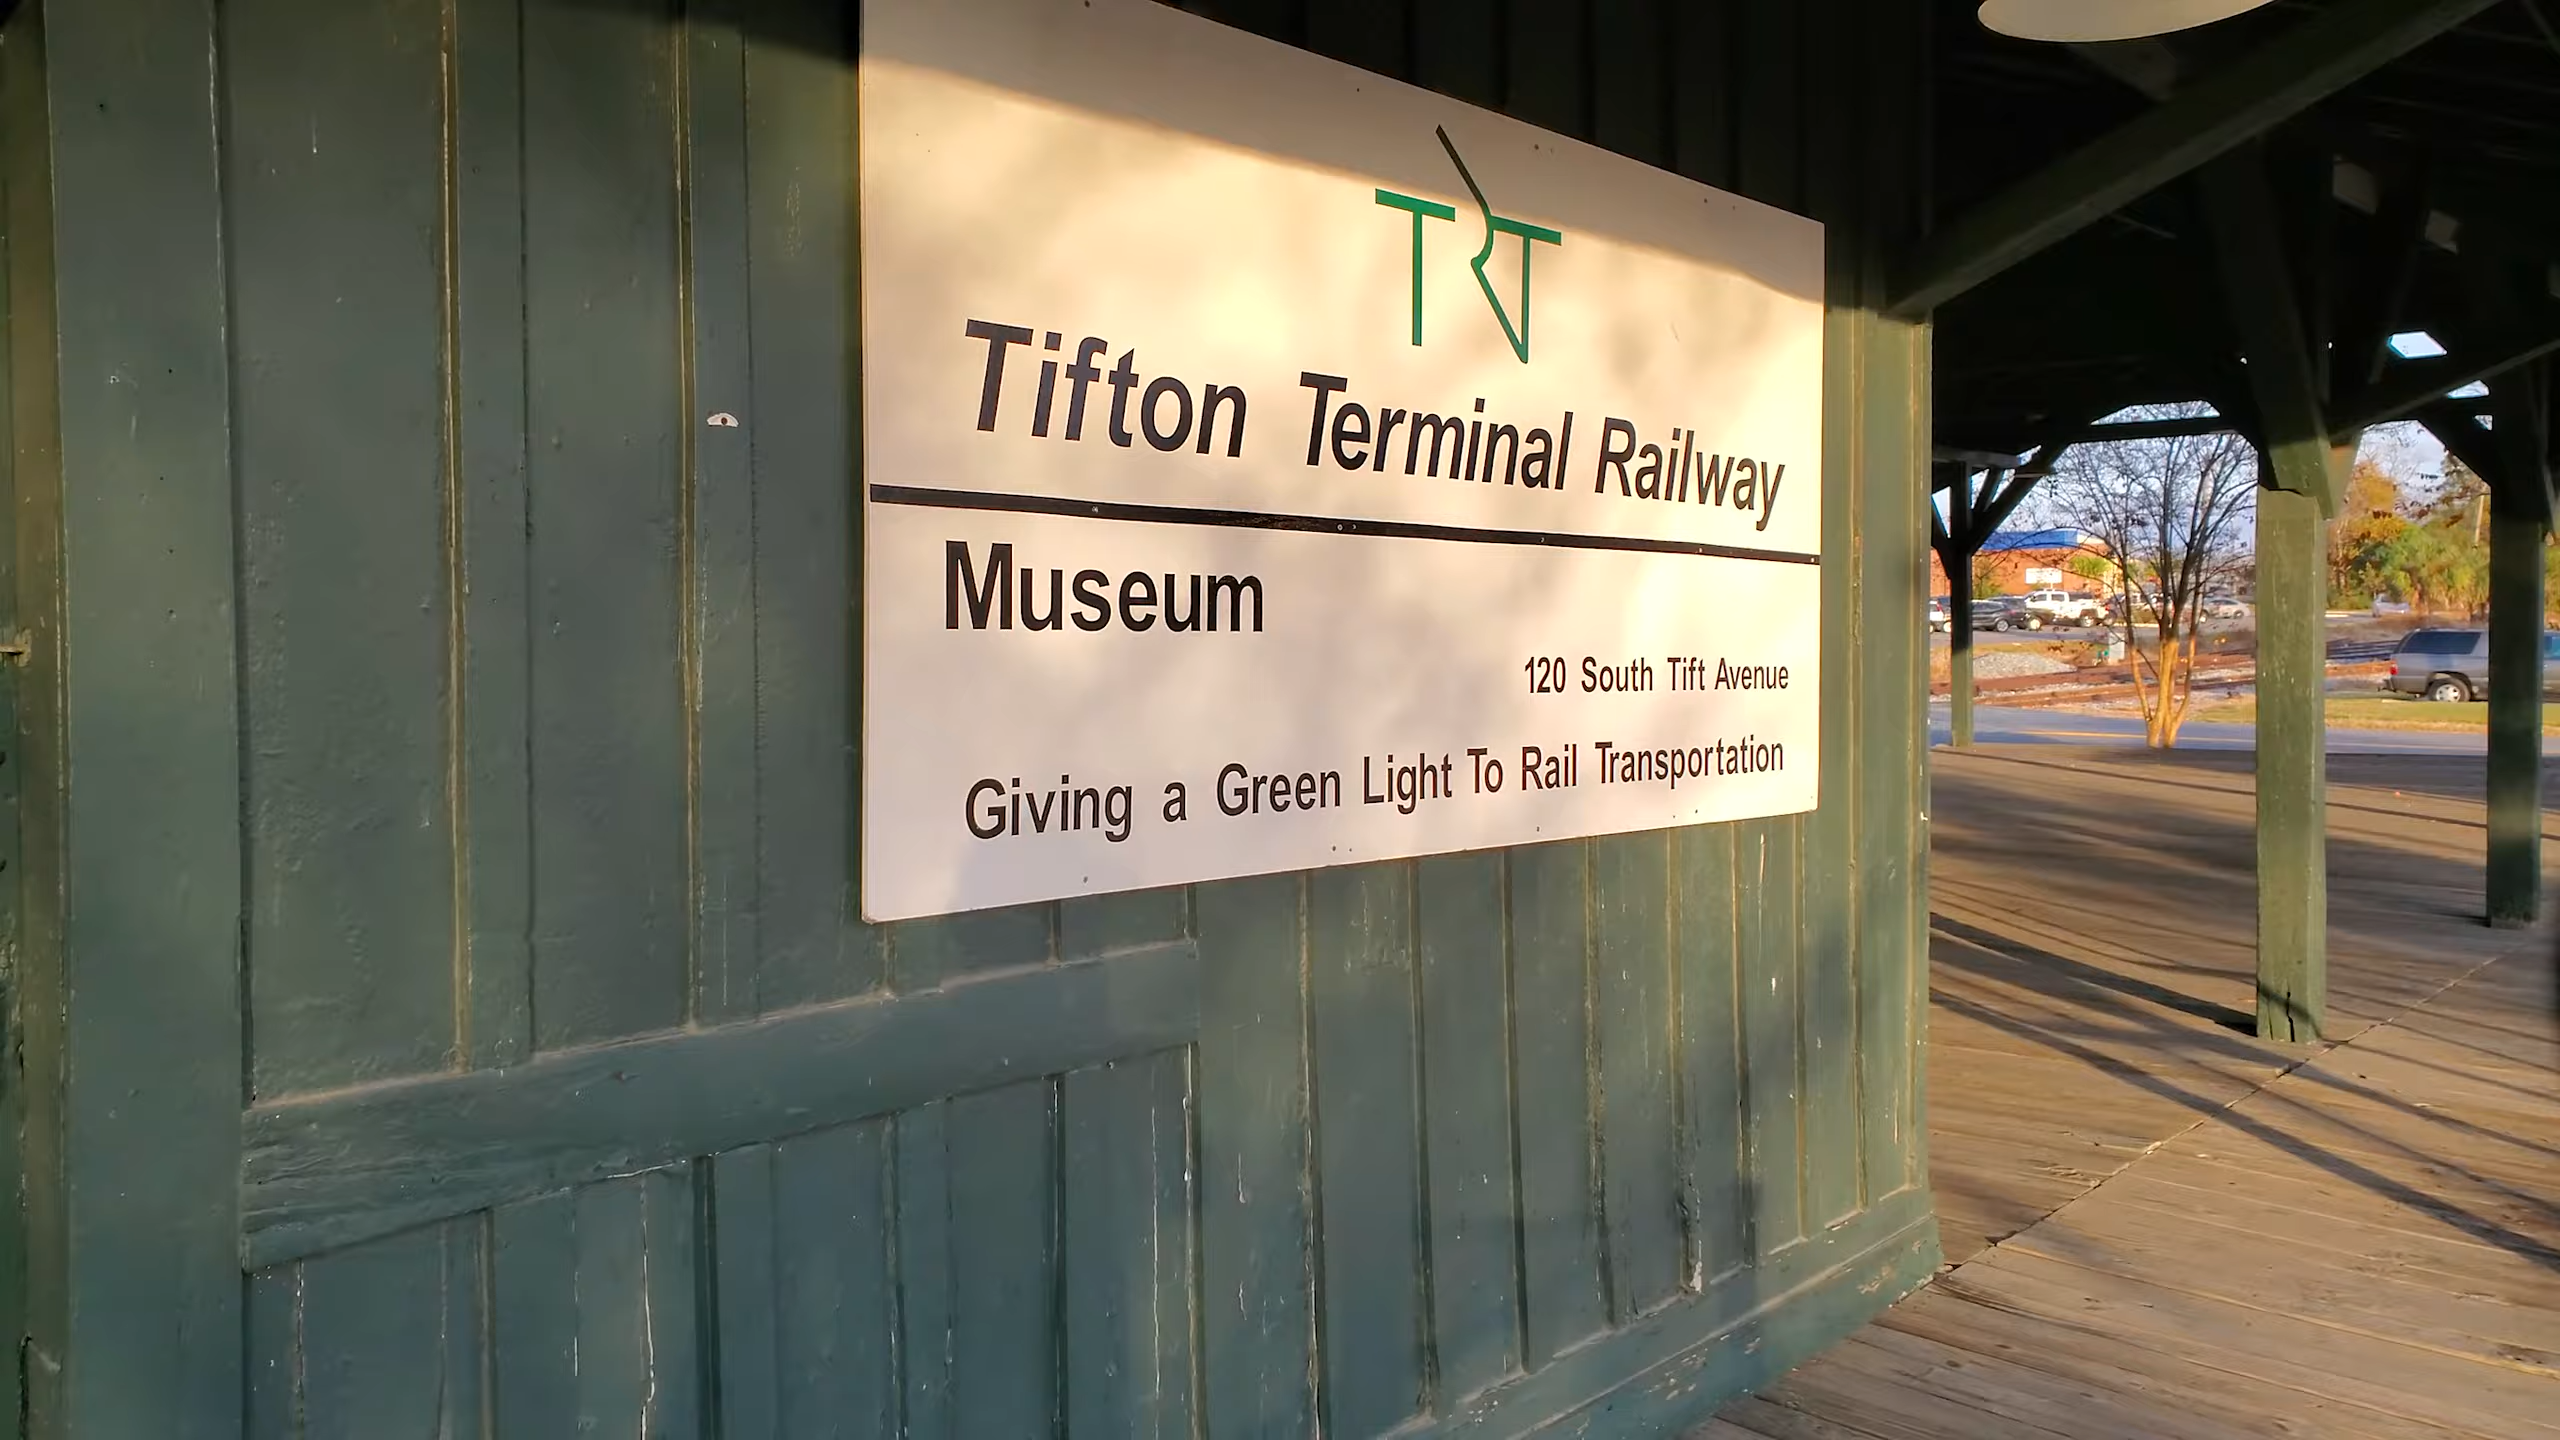 TRT
Tifton Terminal Railway
Museum
120 South Tift Avenue
Giving a Green Light To Rail Transportation